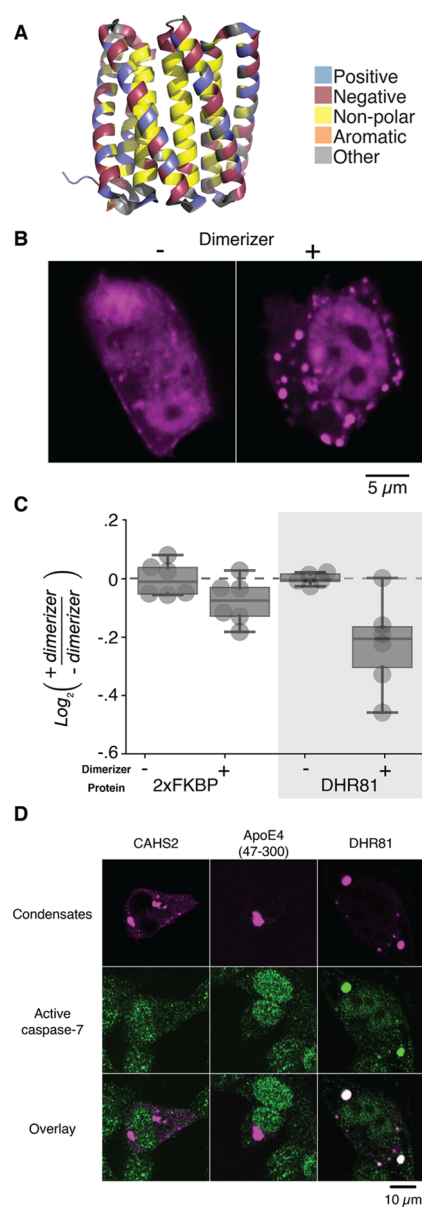 A
Positive
Negative
Non-polar
Aromatic
Other
B
Dimerizer
- +
5 µm
C
.2
0
-.2
-.4
-.6
Log2(+ dimerizer / - dimerizer)
Dimerizer - + - +
Protein 2xFKBP DHR81
D
CAHS2 ApoE4 (47-300) DHR81
Condensates
Active
caspase-7
Overlay
10 µm